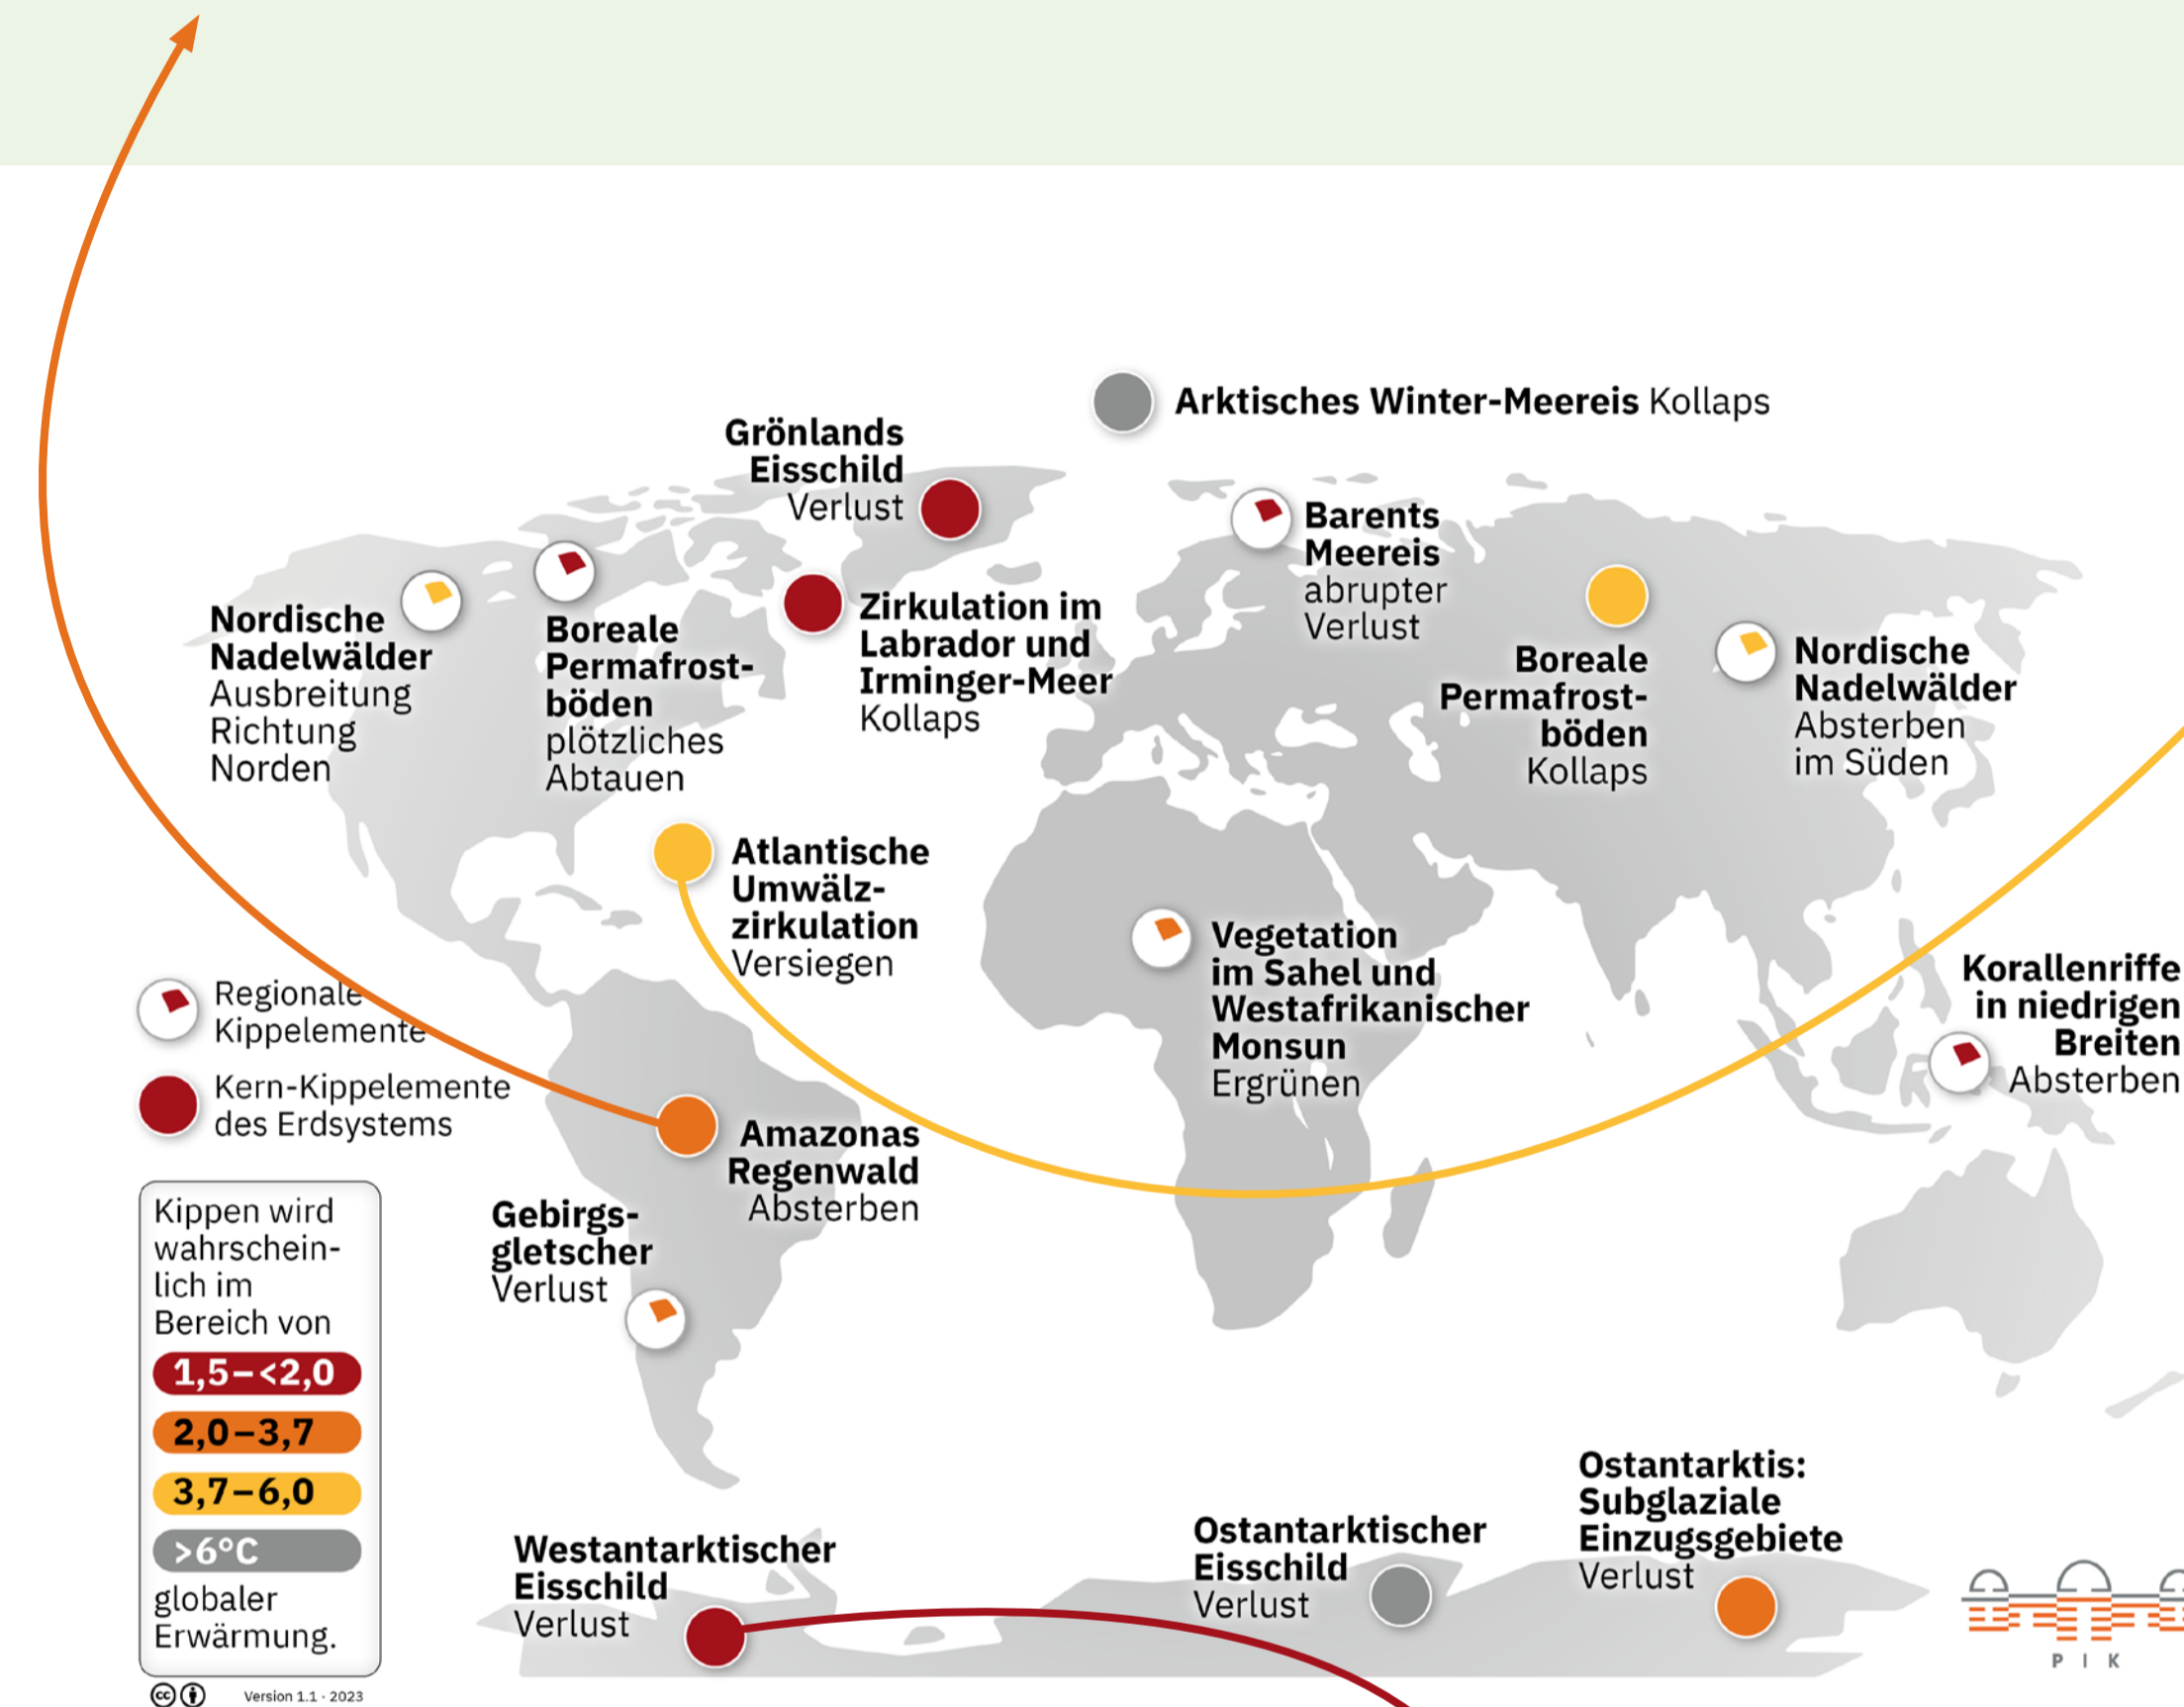 Arktisches Winter-Meereis Kollaps
Grönlands
Eisschild
Verlust
Barents
Meereis
abrupter
Verlust
Nordische
Nadelwälder
Ausbreitung
Richtung
Norden
Boreale
Permafrost-
böden
plötzliches
Abtauen
Zirkulation im
Labrador und
Irminger-Meer
Kollaps
Boreale
Permafrost-
böden
Kollaps
Nordische
Nadelwälder
Absterben
im Süden
Atlantische
Umwälz-
zirkulation
Versiegen
Vegetation
im Sahel und
Westafrikanischer
Monsun
Ergrünen
Korallenriffe
in niedrigen
Breiten
Absterben
Regionale
Kippelemente
Kern-Kippelemente
des Erdsystems
Amazonas
Regenwald
Absterben
Gebirgs-
gletscher
Verlust
Kippen wird
wahrschein-
lich im
Bereich von
1,5–<2,0
2,0–3,7
3,7–6,0
>6°C
globaler
Erwärmung.
Westantarktischer
Eisschild
Verlust
Ostantarktischer
Eisschild
Verlust
Ostantarktis:
Subglaziale
Einzugsgebiete
Verlust
PIK
cc
Version 1.1 · 2023